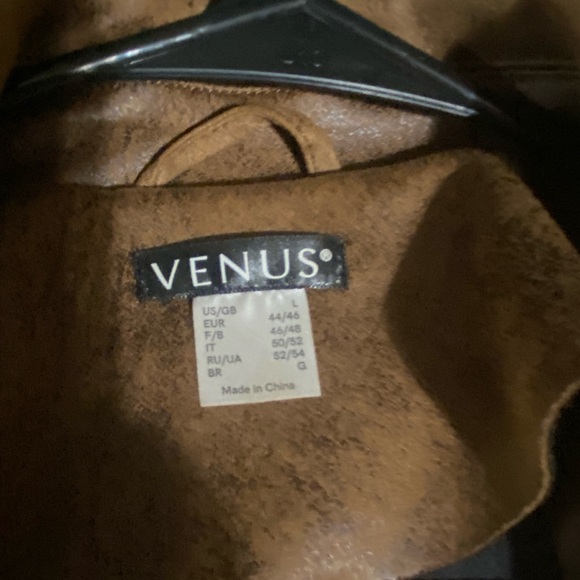 VENUS®
US/GB L
EUR 44/46
F/B 46/48
IT 50/52
RU/UA 52/54
BR G
Made in China